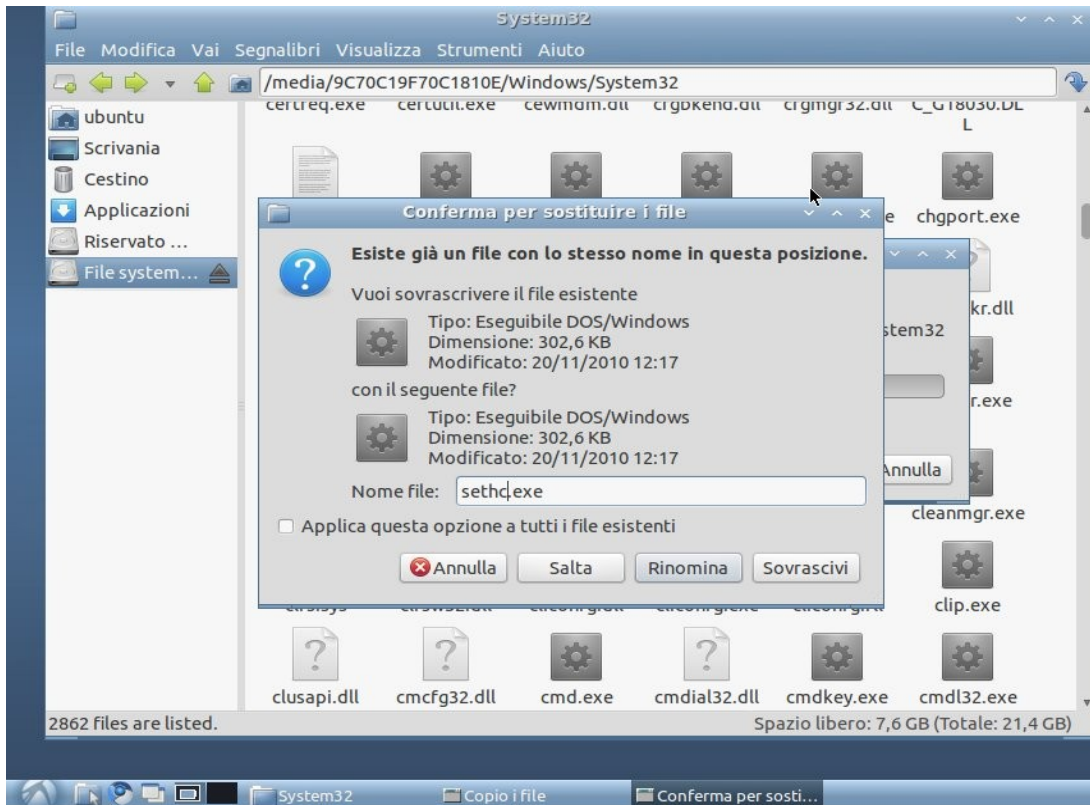 System32
File Modifica Vai Segnalibri Visualizza Strumenti Aiuto
/media/9C70C19F70C1810E/Windows/System32
ubuntu
Scrivania
Cestino
Applicazioni
Riservato ...
File system...
certreq.exe certutil.exe cewmdm.dll crgbkend.dll crgmgr32.dll C_G18030.DL
L
e chgport.exe
Conferma per sostituire i file
Esiste già un file con lo stesso nome in questa posizione.
Vuoi sovrascrivere il file esistente
Tipo: Eseguibile DOS/Windows
Dimensione: 302,6 KB
Modificato: 20/11/2010 12:17
con il seguente file?
Tipo: Eseguibile DOS/Windows
Dimensione: 302,6 KB
Modificato: 20/11/2010 12:17
Nome file: sethc.exe
Applica questa opzione a tutti i file esistenti
Annulla Salta Rinomina Sovrascivi
kr.dll
stem32
r.exe
Annulla
cleanmgr.exe
clip.exe
clusapi.dll cmcfg32.dll cmd.exe cmdial32.dll cmdkey.exe cmdl32.exe
2862 files are listed. Spazio libero: 7,6 GB (Totale: 21,4 GB)
System32 Copio i file Conferma per sosti...